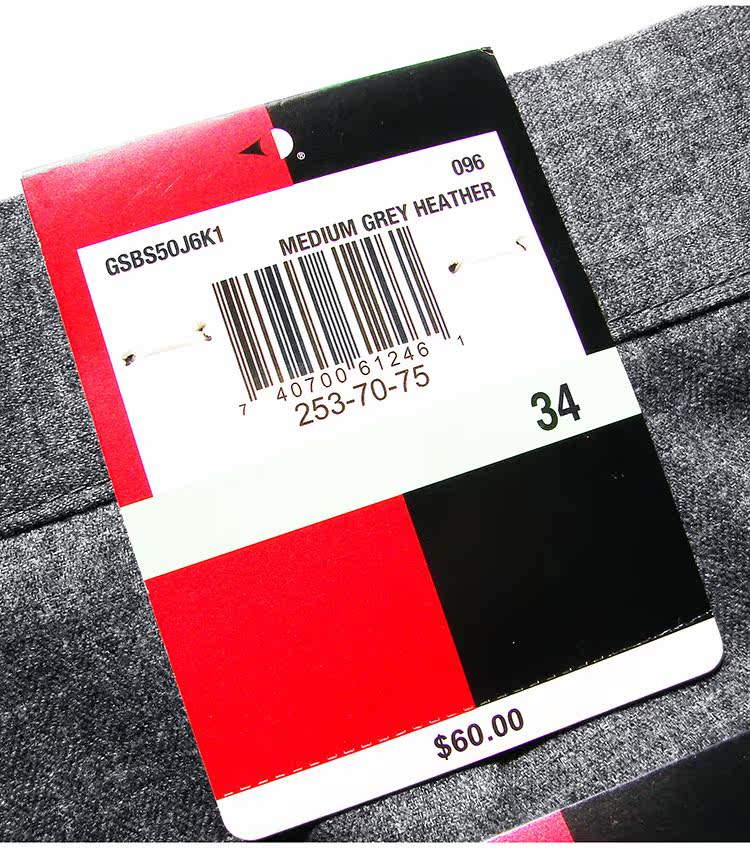 ®
096
GSBS50J6K1
MEDIUM GREY HEATHER
7 40700 61246 1
253-70-75
34
$60.00